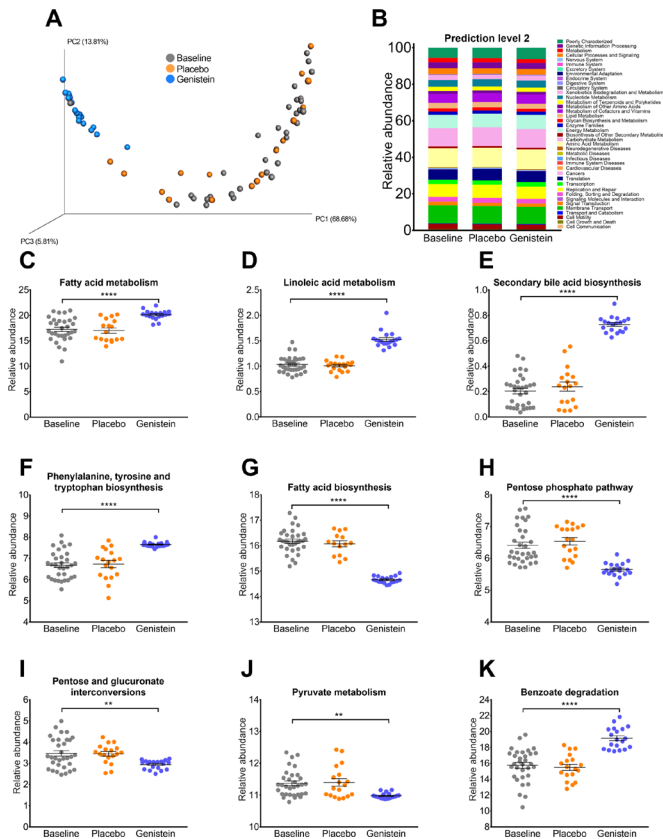 A
PC2 (13.81%)
Baseline
Placebo
Genistein
PC1 (68.68%)
PC3 (5.81%)
B
Prediction level 2
Relative abundance
100
80
60
40
20
0
Baseline Placebo Genistein
Poorly Characterized
Genetic Information Processing
Metabolism
Cellular Processes and Signaling
Nervous System
Immune System
Excretory System
Environmental Adaptation
Endocrine System
Digestive System
Circulatory System
Xenobiotics Biodegradation and Metabolism
Nucleotide Metabolism
Metabolism of Terpenoids and Polyketides
Metabolism of Other Amino Acids
Metabolism of Cofactors and Vitamins
Lipid Metabolism
Glycan Biosynthesis and Metabolism
Enzyme Families
Energy Metabolism
Biosynthesis of Other Secondary Metabolites
Carbohydrate Metabolism
Amino Acid Metabolism
Neurodegenerative Diseases
Metabolic Diseases
Infectious Diseases
Immune System Diseases
Cardiovascular Diseases
Cancers
Translation
Transcription
Replication and Repair
Folding, Sorting and Degradation
Signaling Molecules and Interaction
Signal Transduction
Membrane Transport
Transport and Catabolism
Cell Motility
Cell Growth and Death
Cell Communication
C
Fatty acid metabolism
****
Relative abundance
25
20
15
10
5
0
Baseline Placebo Genistein
D
Linoleic acid metabolism
****
Relative abundance
2.5
2.0
1.5
1.0
0.5
0.0
Baseline Placebo Genistein
E
Secondary bile acid biosynthesis
****
Relative abundance
1.0
0.8
0.6
0.4
0.2
0.0
Baseline Placebo Genistein
F
Phenylalanine, tyrosine and
tryptophan biosynthesis
****
Relative abundance
10
9
8
7
6
5
4
Baseline Placebo Genistein
G
Fatty acid biosynthesis
****
Relative abundance
18
17
16
15
14
13
Baseline Placebo Genistein
H
Pentose phosphate pathway
****
Relative abundance
8
7
6
5
4
Baseline Placebo Genistein
I
Pentose and glucuronate
interconversions
**
Relative abundance
6
5
4
3
2
1
0
Baseline Placebo Genistein
J
Pyruvate metabolism
**
Relative abundance
14
13
12
11
10
Baseline Placebo Genistein
K
Benzoate degradation
****
Relative abundance
22
20
18
16
14
12
10
Baseline Placebo Genistein